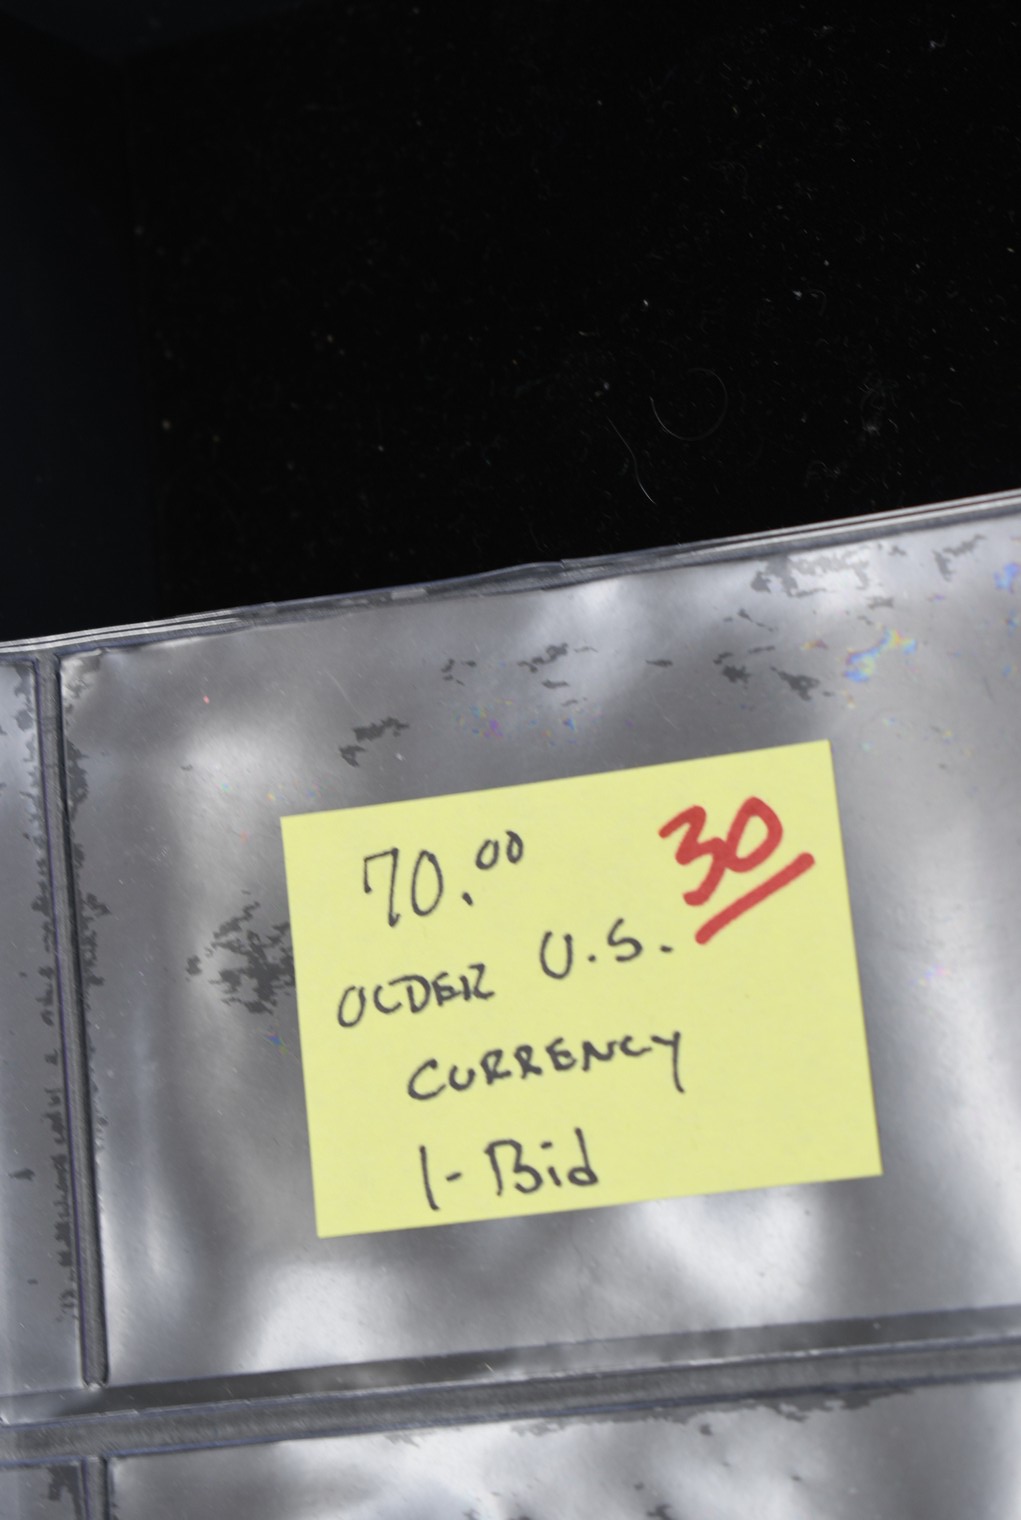 70.00
30
OLDER U.S.
CURRENCY
1-Bid